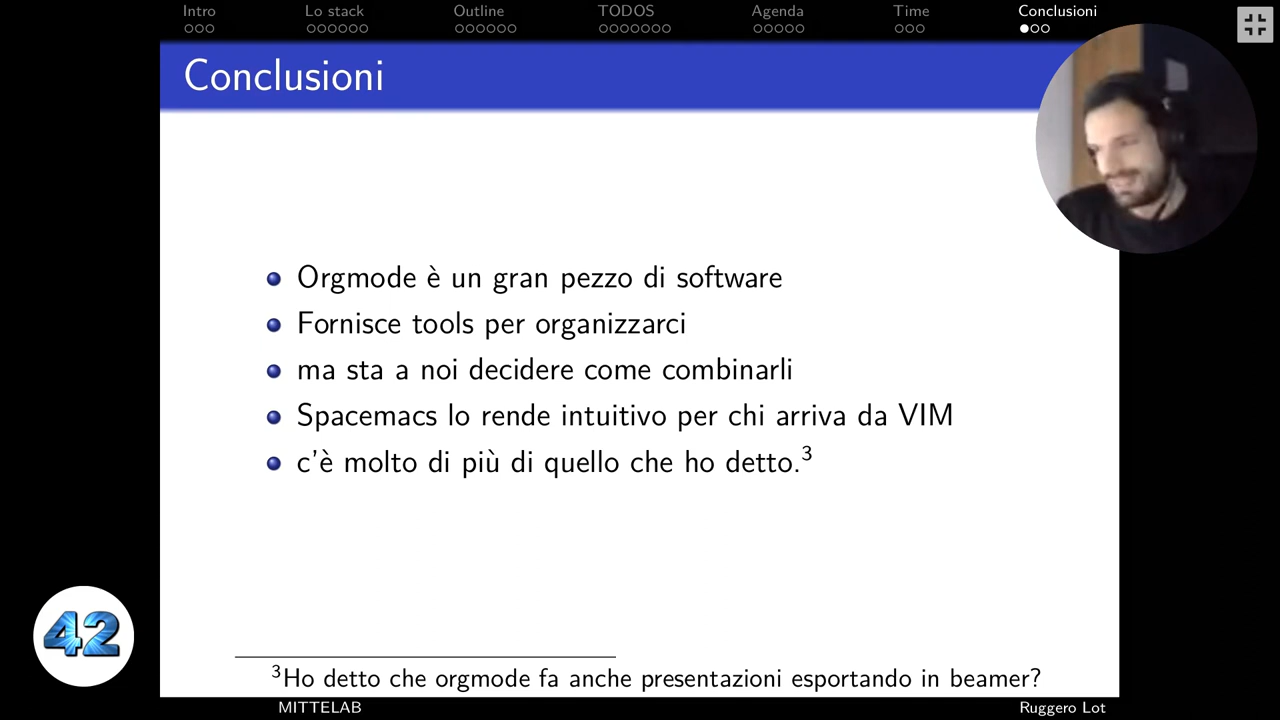 Intro Lo stack Outline TODOS Agenda Time Conclusioni
Conclusioni
Orgmode è un gran pezzo di software
Fornisce tools per organizzarci
ma sta a noi decidere come combinarli
Spacemacs lo rende intuitivo per chi arriva da VIM
c'è molto di più di quello che ho detto.³
42
³Ho detto che orgmode fa anche presentazioni esportando in beamer?
MITTELAB Ruggero Lot